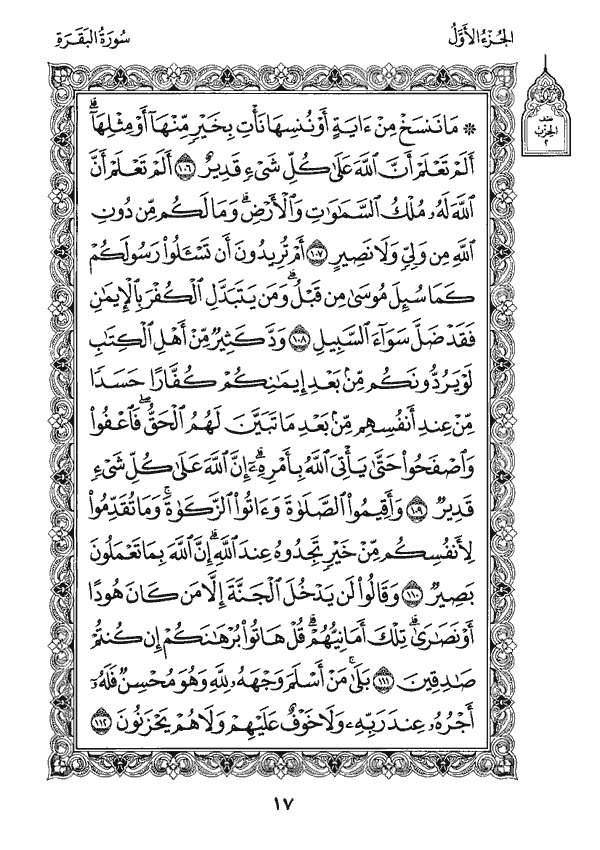 الجُزْءُ الأَوَّلُ
سُورَةُ البَقَرَةِ
نصف
الحزب
٢
۞ مَا نَنسَخۡ مِنۡ ءَايَةٍ أَوۡ نُنسِهَا نَأۡتِ بِخَيۡرٖ مِّنۡهَآ أَوۡ مِثۡلِهَآۗ
أَلَمۡ تَعۡلَمۡ أَنَّ ٱللَّهَ عَلَىٰ كُلِّ شَيۡءٖ قَدِيرٌ ١٠٦ أَلَمۡ تَعۡلَمۡ أَنَّ
ٱللَّهَ لَهُۥ مُلۡكُ ٱلسَّمَٰوَٰتِ وَٱلۡأَرۡضِۗ وَمَا لَكُم مِّن دُونِ
ٱللَّهِ مِن وَلِيّٖ وَلَا نَصِيرٍ ١٠٧ أَمۡ تُرِيدُونَ أَن تَسۡـَٔلُواْ رَسُولَكُمۡ
كَمَا سُئِلَ مُوسَىٰ مِن قَبۡلُۗ وَمَن يَتَبَدَّلِ ٱلۡكُفۡرَ بِٱلۡإِيمَٰنِ
فَقَدۡ ضَلَّ سَوَآءَ ٱلسَّبِيلِ ١٠٨ وَدَّ كَثِيرٞ مِّنۡ أَهۡلِ ٱلۡكِتَٰبِ
لَوۡ يَرُدُّونَكُم مِّنۢ بَعۡدِ إِيمَٰنِكُمۡ كُفَّارًا حَسَدٗا
مِّنۡ عِندِ أَنفُسِهِم مِّنۢ بَعۡدِ مَا تَبَيَّنَ لَهُمُ ٱلۡحَقُّۖ فَٱعۡفُواْ
وَٱصۡفَحُواْ حَتَّىٰ يَأۡتِيَ ٱللَّهُ بِأَمۡرِهِۦٓۗ إِنَّ ٱللَّهَ عَلَىٰ كُلِّ شَيۡءٖ
قَدِيرٞ ١٠٩ وَأَقِيمُواْ ٱلصَّلَوٰةَ وَءَاتُواْ ٱلزَّكَوٰةَۚ وَمَا تُقَدِّمُواْ
لِأَنفُسِكُم مِّنۡ خَيۡرٖ تَجِدُوهُ عِندَ ٱللَّهِۗ إِنَّ ٱللَّهَ بِمَا تَعۡمَلُونَ
بَصِيرٞ ١١٠ وَقَالُواْ لَن يَدۡخُلَ ٱلۡجَنَّةَ إِلَّا مَن كَانَ هُودًا
أَوۡ نَصَٰرَىٰۗ تِلۡكَ أَمَانِيُّهُمۡۗ قُلۡ هَاتُواْ بُرۡهَٰنَكُمۡ إِن كُنتُمۡ
صَٰدِقِينَ ١١١ بَلَىٰۚ مَنۡ أَسۡلَمَ وَجۡهَهُۥ لِلَّهِ وَهُوَ مُحۡسِنٞ فَلَهُۥٓ
أَجۡرُهُۥ عِندَ رَبِّهِۦ وَلَا خَوۡفٌ عَلَيۡهِمۡ وَلَا هُمۡ يَحۡزَنُونَ ١١٢
١٧